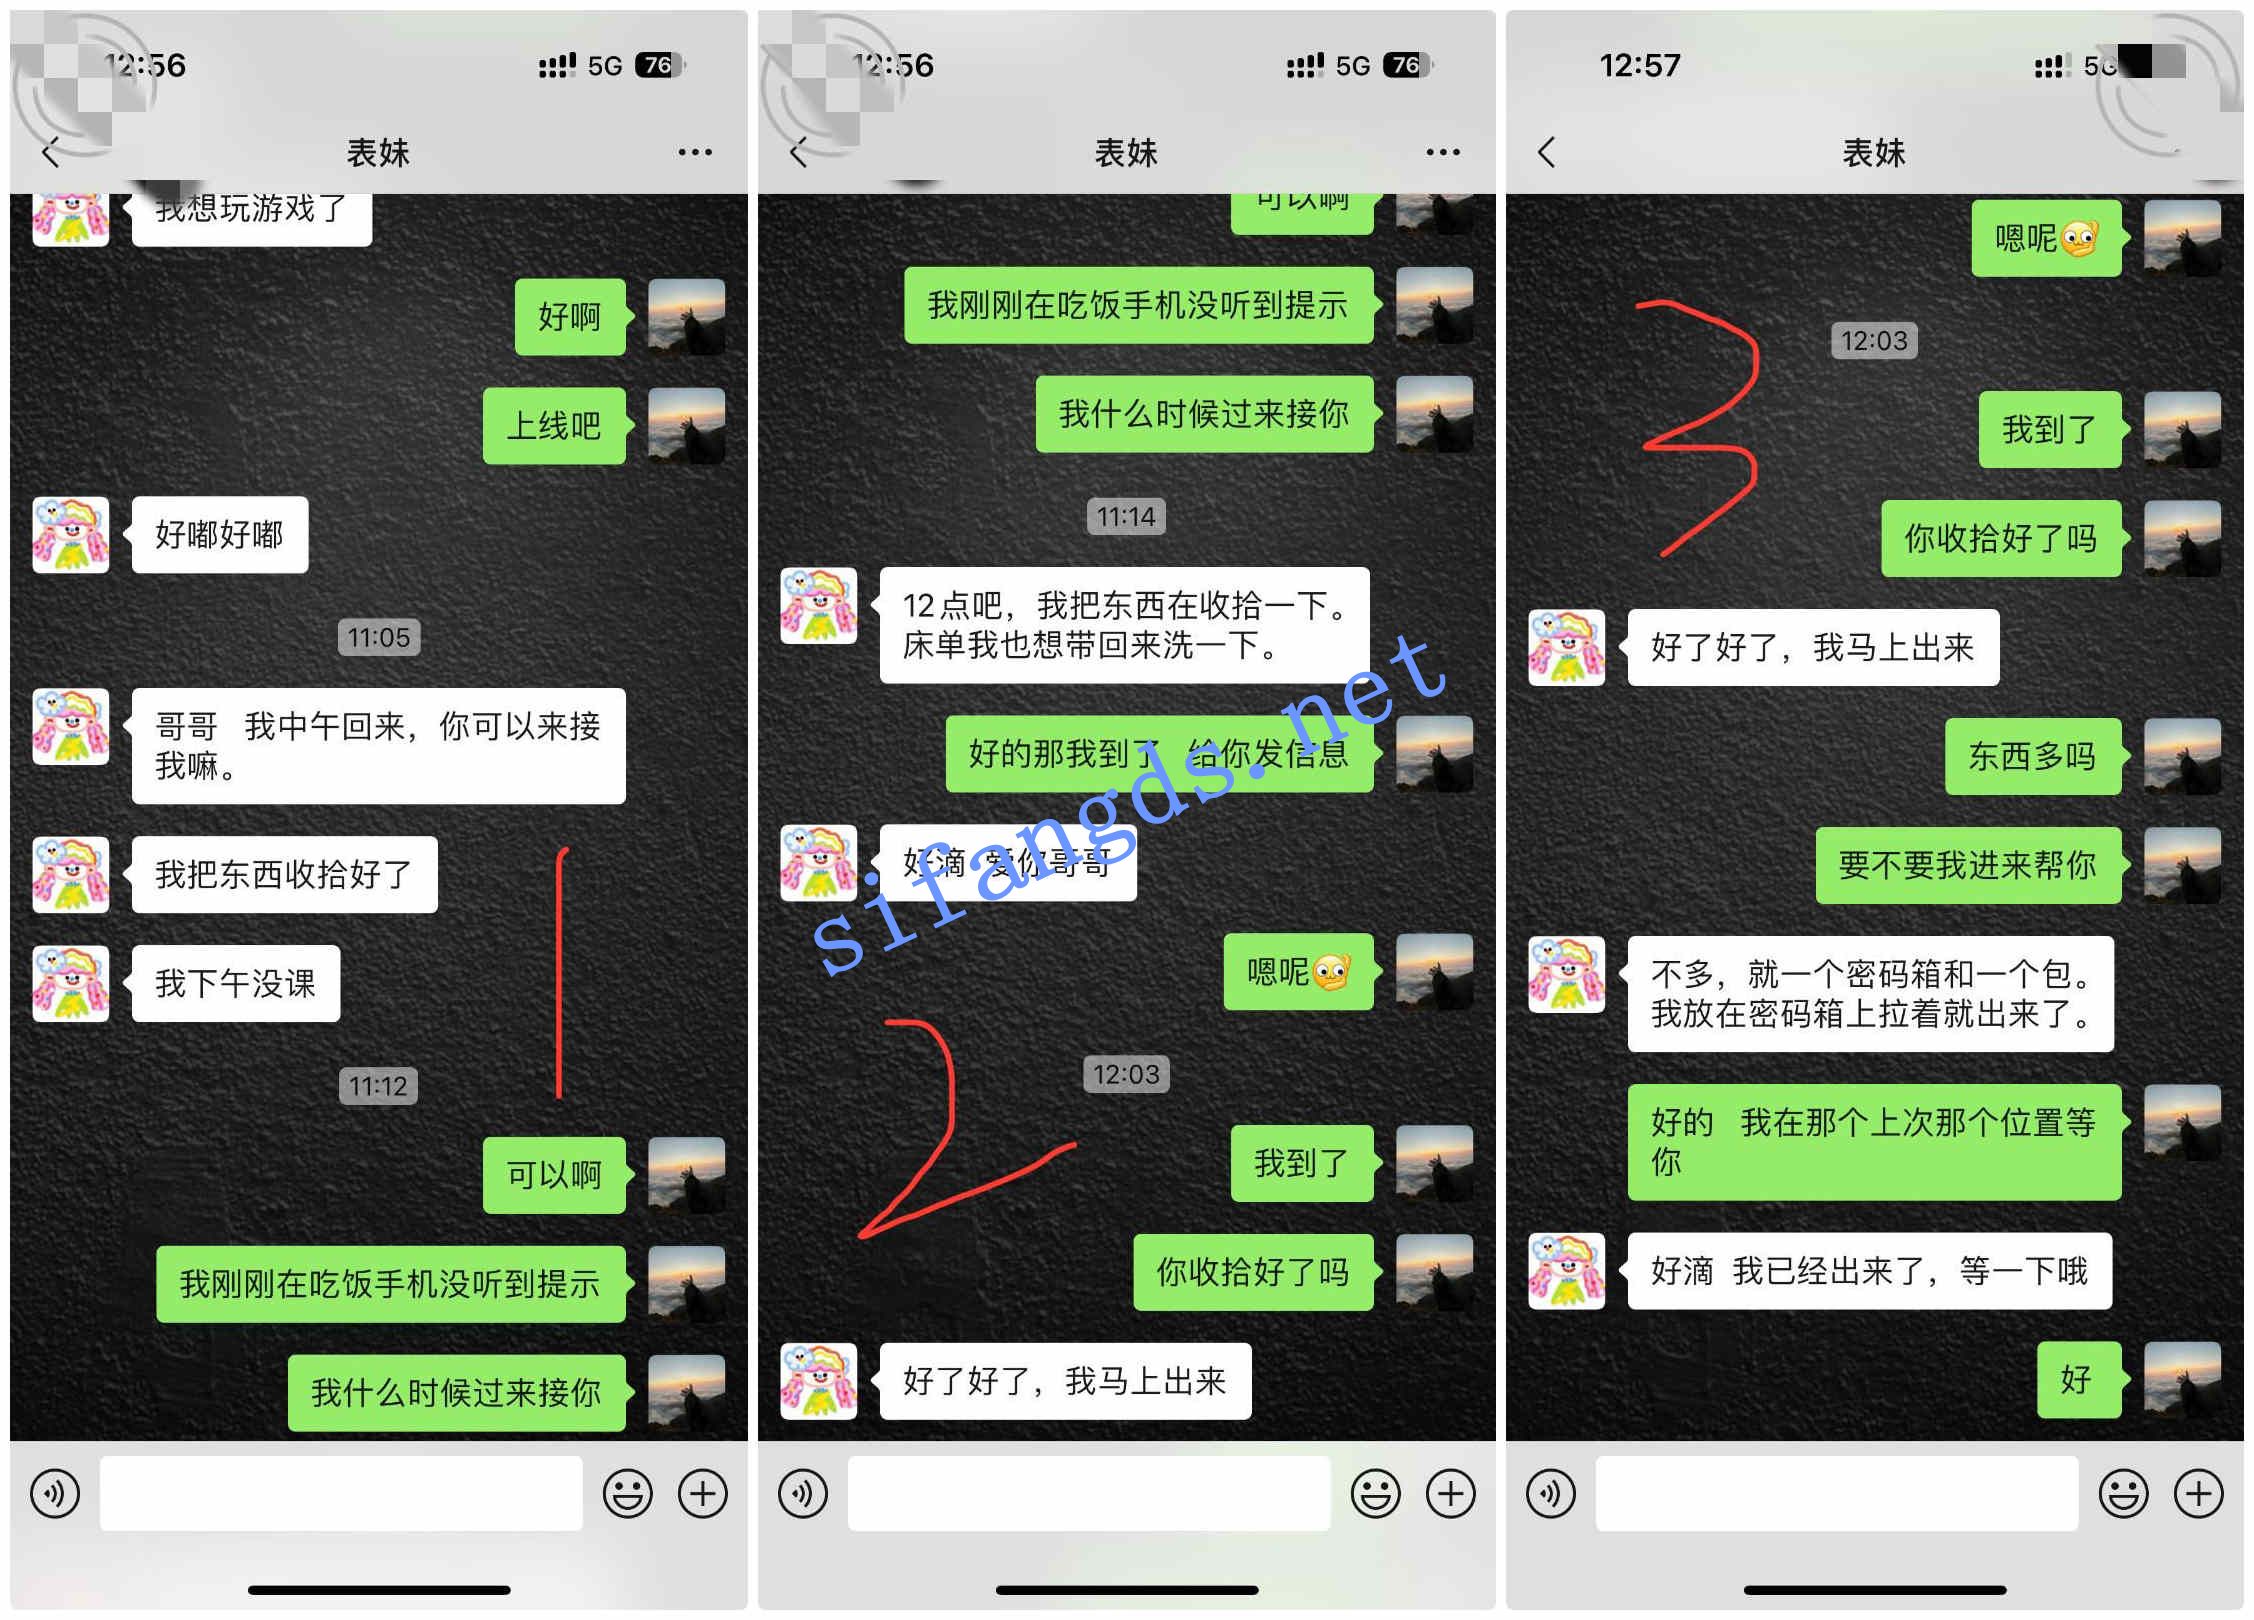 12:56
5G 76
表妹
我想玩游戏了
好啊
上线吧
好嘟好嘟
11:05
哥哥 我中午回来，你可以来接
我嘛。
我把东西收拾好了
我下午没课
11:12
可以啊
我刚刚在吃饭手机没听到提示
我什么时候过来接你
12:56
5G 76
表妹
可以啊
我刚刚在吃饭手机没听到提示
我什么时候过来接你
11:14
12点吧，我把东西在收拾一下。
床单我也想带回来洗一下。
好的那我到了 给你发信息
好滴 爱你哥哥
嗯呢
2
12:03
我到了
你收拾好了吗
好了好了，我马上出来
12:57
5G
表妹
嗯呢
3
12:03
我到了
你收拾好了吗
好了好了，我马上出来
东西多吗
要不要我进来帮你
不多，就一个密码箱和一个包。
我放在密码箱上拉着就出来了。
好的 我在那个上次那个位置等
你
好滴 我已经出来了，等一下哦
好
sifangds.net